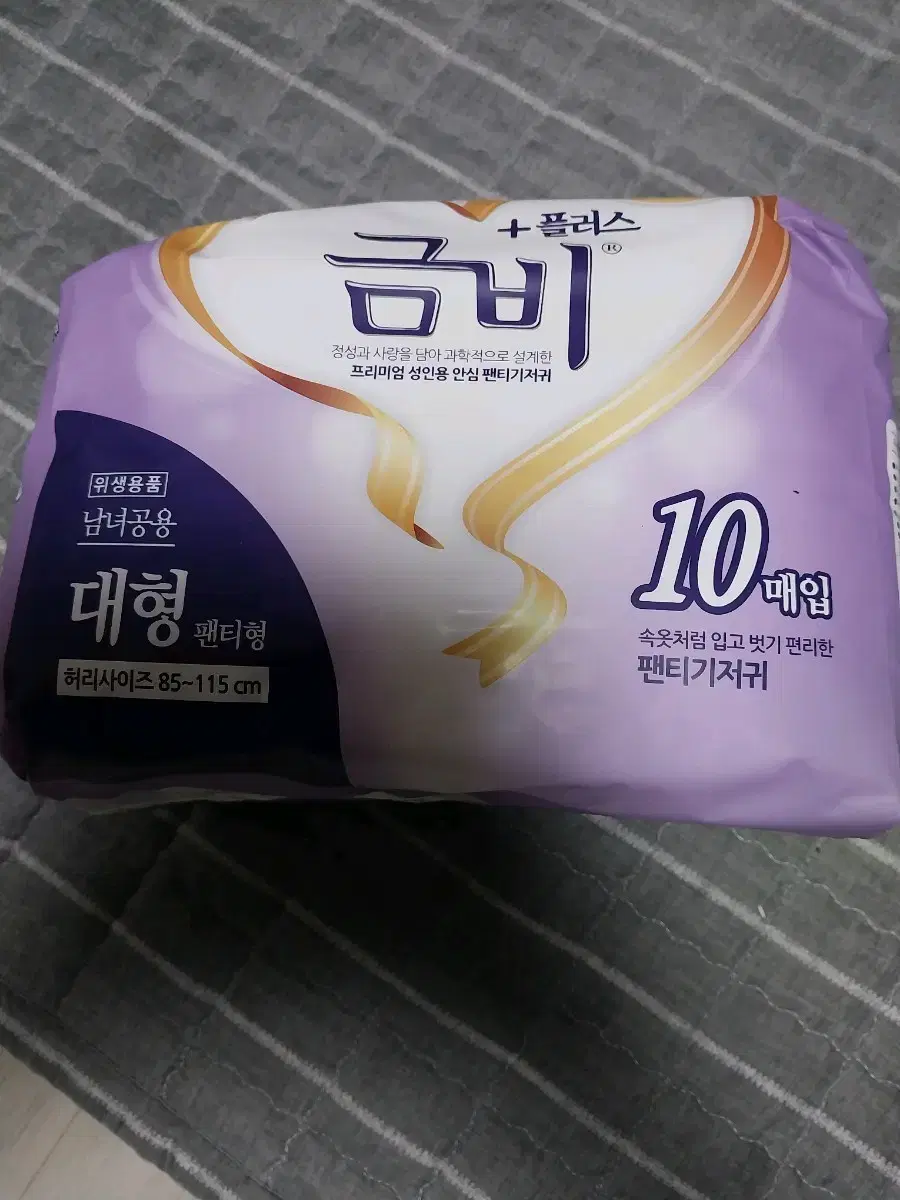 +플러스
금비®
정성과 사랑을 담아 과학적으로 설계한
프리미엄 성인용 안심 팬티기저귀
위생용품
남녀공용
대형 팬티형
허리사이즈 85~115 cm
10매입
속옷처럼 입고 벗기 편리한
팬티기저귀